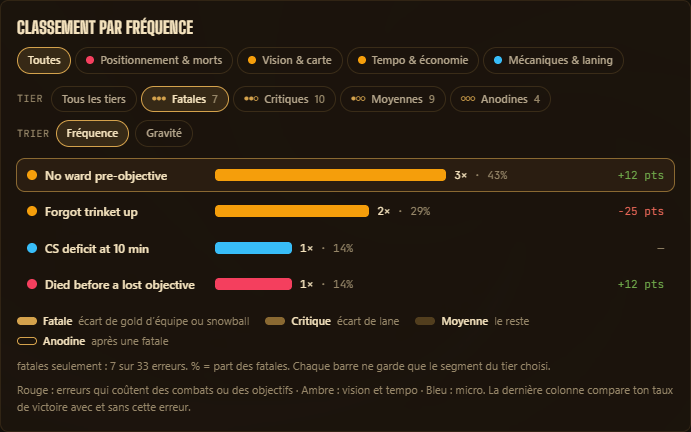 CLASSEMENT PAR FRÉQUENCE
Toutes Positionnement & morts Vision & carte Tempo & économie Mécaniques & laning
TIER Tous les tiers Fatales 7 Critiques 10 Moyennes 9 Anodines 4
TRIER Fréquence Gravité
No ward pre-objective 3× · 43% +12 pts
Forgot trinket up 2× · 29% -25 pts
CS deficit at 10 min 1× · 14% —
Died before a lost objective 1× · 14% +12 pts
Fatale écart de gold d'équipe ou snowball Critique écart de lane Moyenne le reste
Anodine après une fatale
fatales seulement : 7 sur 33 erreurs. % = part des fatales. Chaque barre ne garde que le segment du tier choisi.
Rouge : erreurs qui coûtent des combats ou des objectifs · Ambre : vision et tempo · Bleu : micro. La dernière colonne compare ton taux
de victoire avec et sans cette erreur.